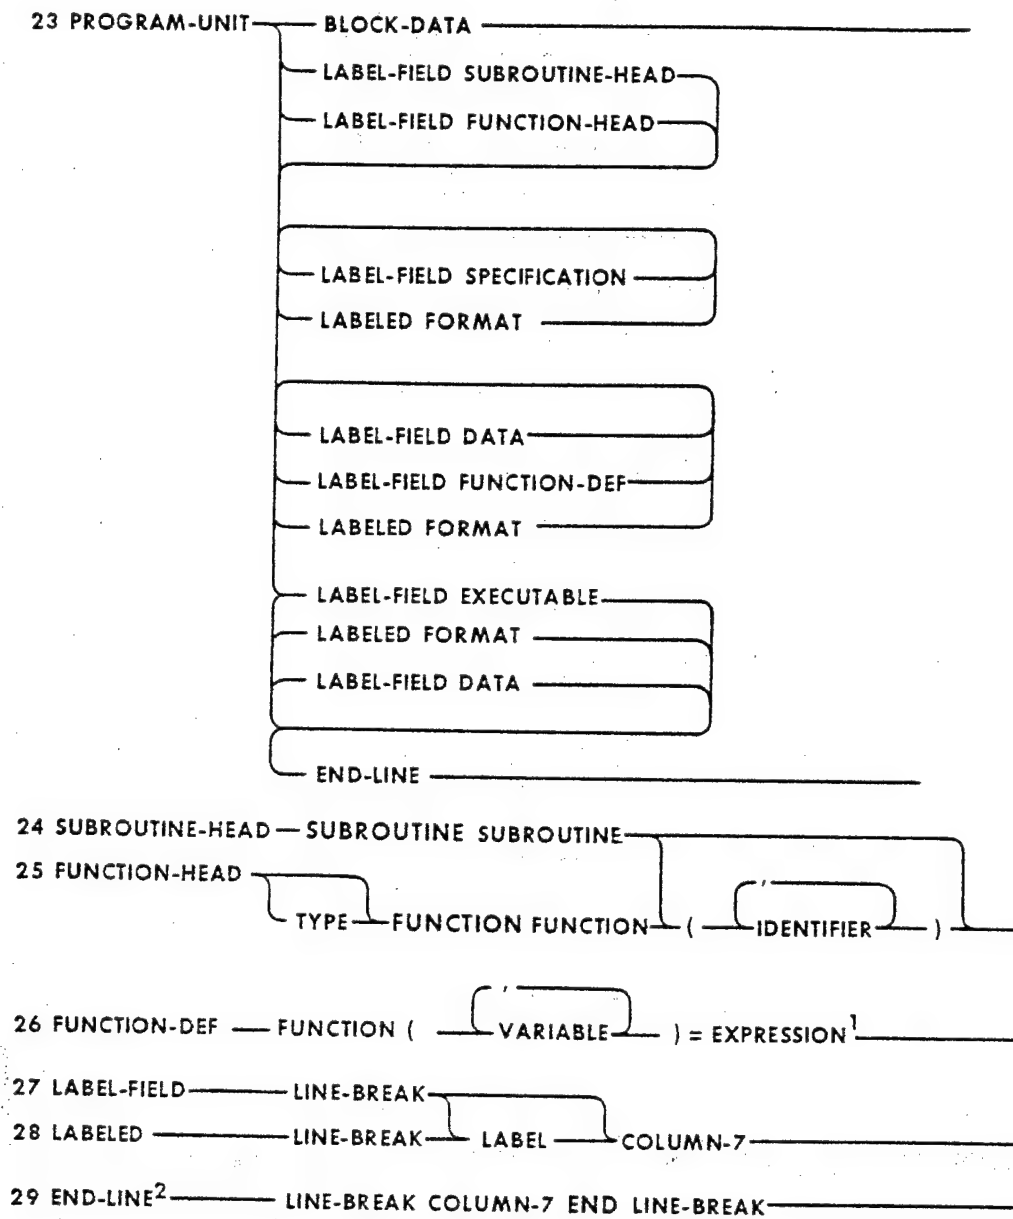 23 PROGRAM-UNIT BLOCK-DATA
LABEL-FIELD SUBROUTINE-HEAD
LABEL-FIELD FUNCTION-HEAD
LABEL-FIELD SPECIFICATION
LABELED FORMAT
LABEL-FIELD DATA
LABEL-FIELD FUNCTION-DEF
LABELED FORMAT
LABEL-FIELD EXECUTABLE
LABELED FORMAT
LABEL-FIELD DATA
END-LINE
24 SUBROUTINE-HEAD SUBROUTINE SUBROUTINE
25 FUNCTION-HEAD
,
TYPE FUNCTION FUNCTION ( IDENTIFIER )
,
26 FUNCTION-DEF FUNCTION ( VARIABLE ) = EXPRESSION1
27 LABEL-FIELD LINE-BREAK
28 LABELED LINE-BREAK LABEL COLUMN-7
29 END-LINE2 LINE-BREAK COLUMN-7 END LINE-BREAK